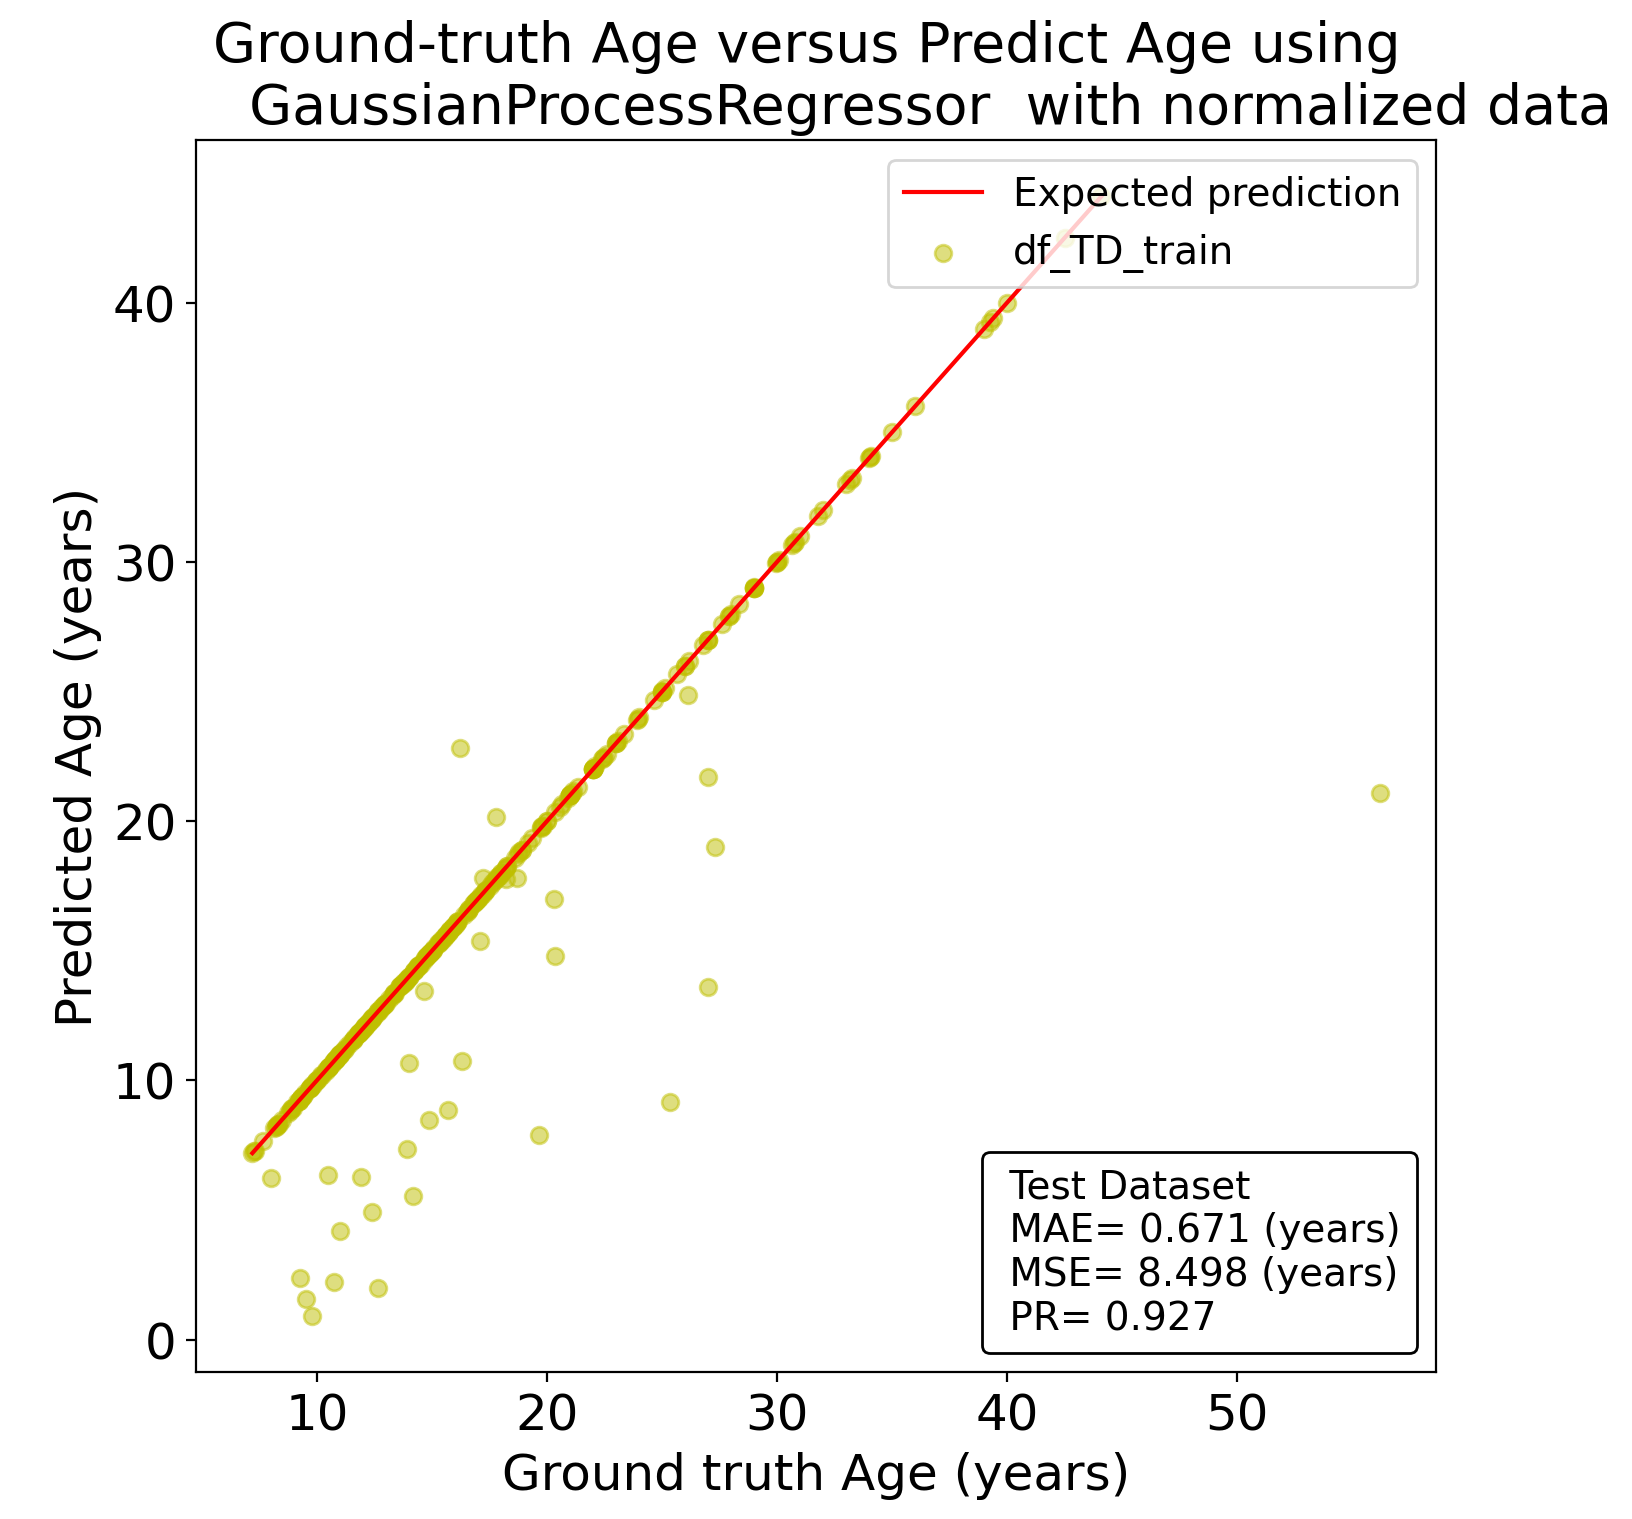 Ground-truth Age versus Predict Age using
GaussianProcessRegressor  with normalized data
Expected prediction
df_TD_train
Predicted Age (years)
40
30
20
10
0
Test Dataset
MAE= 0.671 (years)
MSE= 8.498 (years)
PR= 0.927
10 20 30 40 50
Ground truth Age (years)